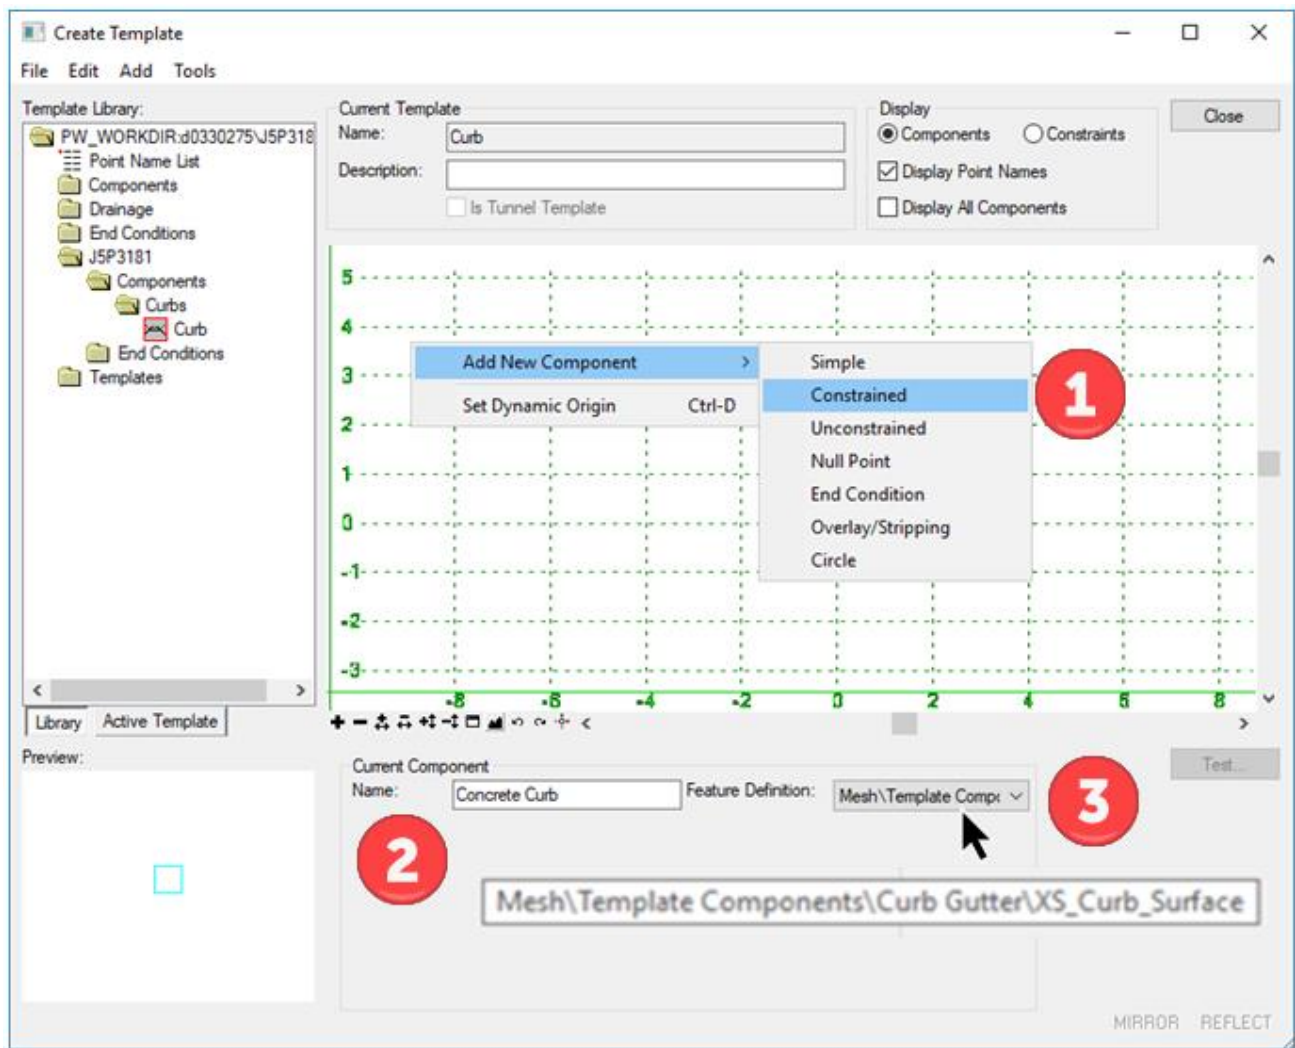 Create Template
File Edit Add Tools
Template Library:
PW_WORKDIR:d0330275\J5P318
Point Name List
Components
Drainage
End Conditions
J5P3181
Components
Curbs
Curb
End Conditions
Templates
Library Active Template
Current Template
Name: Curb
Description:
Is Tunnel Template
Display
Components Constraints
Display Point Names
Display All Components
Close
5
4
3
2
1
0
-1
-2
-3
-8 -6 -4 -2 0 2 4 6 8
Add New Component >
Set Dynamic Origin Ctrl-D
Simple
Constrained
Unconstrained
Null Point
End Condition
Overlay/Stripping
Circle
1
Preview:
Current Component
Name: Concrete Curb Feature Definition: Mesh\Template Compc
Test...
2
3
Mesh\Template Components\Curb Gutter\XS_Curb_Surface
MIRROR REFLECT